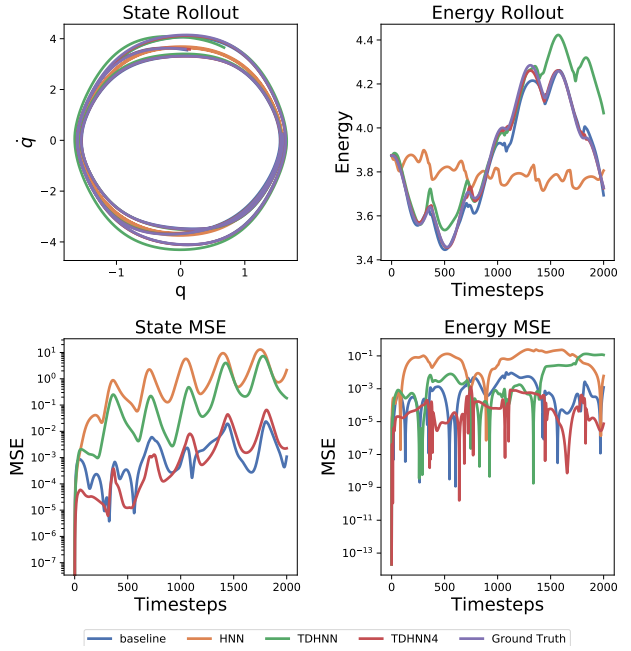 State Rollout
4
2
0
−2
−4
q̇
−1
0
1
q
Energy Rollout
4.4
4.2
4.0
3.8
3.6
3.4
Energy
0 500 1000 1500 2000
Timesteps
State MSE
10¹
10⁰
10⁻¹
10⁻²
10⁻³
10⁻⁴
10⁻⁵
10⁻⁶
10⁻⁷
MSE
0 500 1000 1500 2000
Timesteps
Energy MSE
10⁻¹
10⁻³
10⁻⁵
10⁻⁷
10⁻⁹
10⁻¹¹
10⁻¹³
MSE
0 500 1000 1500 2000
Timesteps
baseline HNN TDHNN TDHNN4 Ground Truth